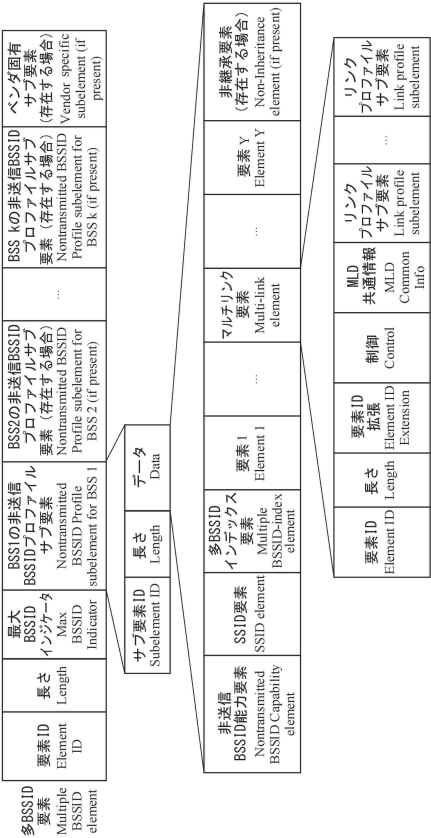 多BSSID
要素
Multiple
BSSID
element
要素ID
Element
ID
長さ
Length
最大
BSSID
インジケータ
Max
BSSID
Indicator
BSS1の非送信
BSSIDプロファイル
サブ要素
Nontransmitted
BSSID Profile
subelement for BSS 1
BSS2の非送信BSSID
プロファイルサブ
要素（存在する場合）
Nontransmitted BSSID
Profile subelement for
BSS 2 (if present)
...
BSS kの非送信BSSID
プロファイルサブ
要素（存在する場合）
Nontransmitted BSSID
Profile subelement for
BSS k (if present)
ベンダ固有
サブ要素
（存在する場合）
Vendor specific
subelement (if
present)
サブ要素ID
Subelement ID
長さ
Length
データ
Data
非送信
BSSID能力要素
Nontransmitted
BSSID Capability
element
SSID要素
SSID element
多BSSID
インデックス
要素
Multiple
BSSID-index
element
要素1
Element 1
...
マルチリンク
要素
Multi-link
element
...
要素Y
Element Y
非継承要素
（存在する場合）
Non-Inheritance
element (if present)
要素ID
Element ID
長さ
Length
要素ID
拡張
Element ID
Extension
制御
Control
MLD
共通情報
MLD
Common
Info
リンク
プロファイル
サブ要素
Link profile
subelement
...
リンク
プロファイル
サブ要素
Link profile
subelement